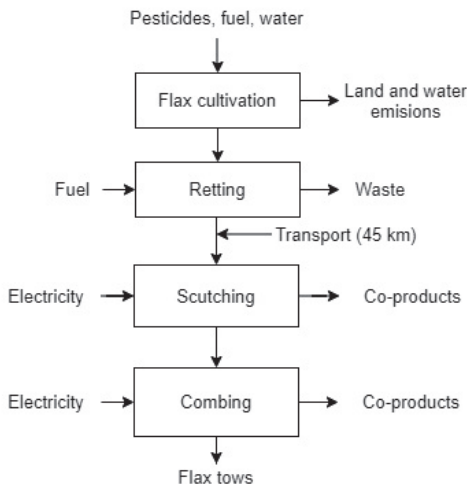 Pesticides, fuel, water
Flax cultivation
Land and water
emissions
Fuel
Retting
Waste
Transport (45 km)
Electricity
Scutching
Co-products
Electricity
Combing
Co-products
Flax tows